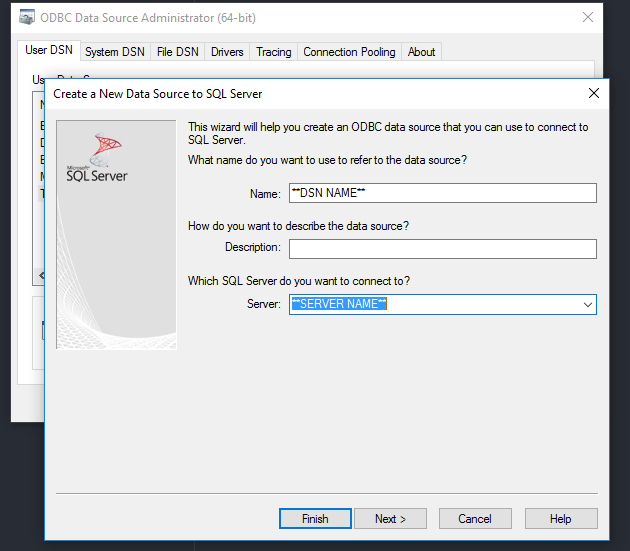 ODBC Data Source Administrator (64-bit)
User DSN System DSN File DSN Drivers Tracing Connection Pooling About
Create a New Data Source to SQL Server
This wizard will help you create an ODBC data source that you can use to connect to
SQL Server.
What name do you want to use to refer to the data source?
Microsoft®
SQL Server
Name: **DSN NAME**
How do you want to describe the data source?
Description:
Which SQL Server do you want to connect to?
Server: **SERVER NAME**
Finish Next > Cancel Help